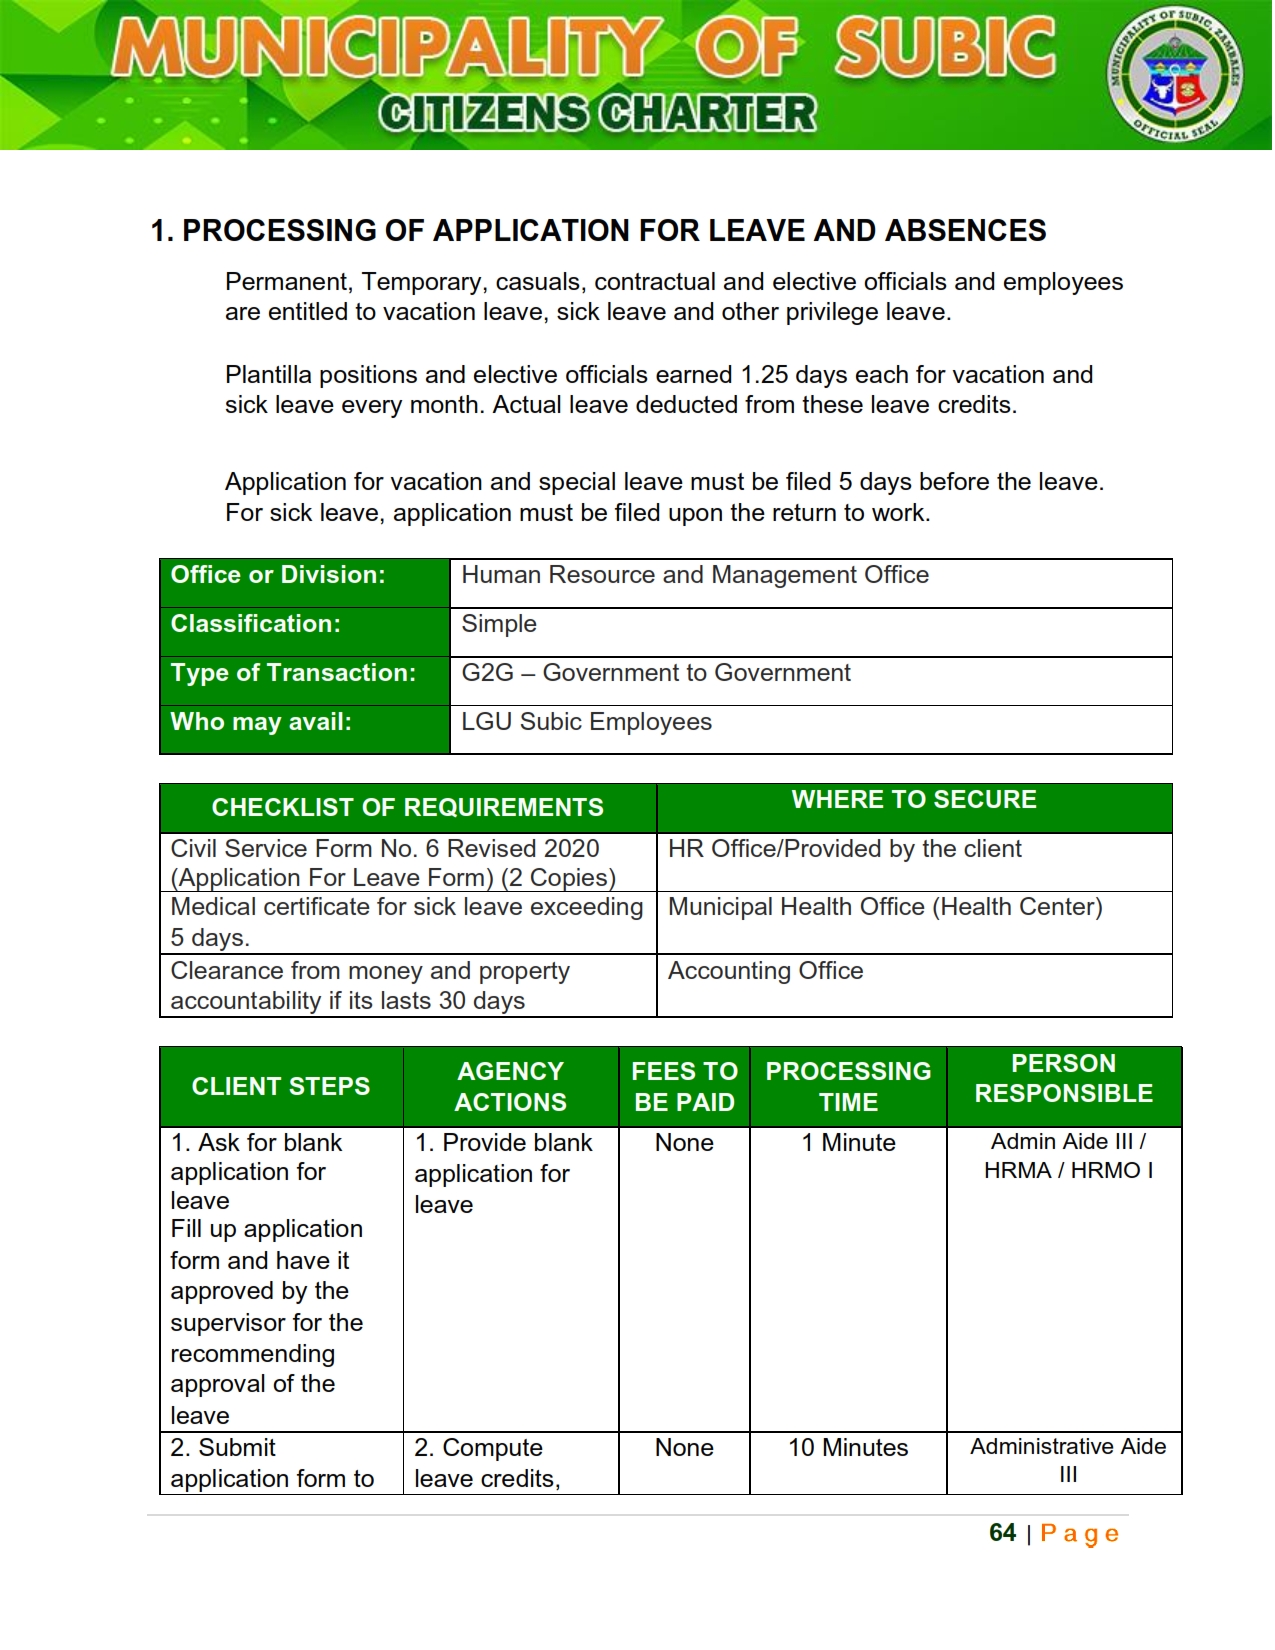 MUNICIPALITY OF SUBIC
CITIZENS CHARTER
MUNICIPALITY OF SUBIC, ZAMBALES
OFFICIAL SEAL
1. PROCESSING OF APPLICATION FOR LEAVE AND ABSENCES
Permanent, Temporary, casuals, contractual and elective officials and employees
are entitled to vacation leave, sick leave and other privilege leave.
Plantilla positions and elective officials earned 1.25 days each for vacation and
sick leave every month. Actual leave deducted from these leave credits.
Application for vacation and special leave must be filed 5 days before the leave.
For sick leave, application must be filed upon the return to work.
Office or Division:
Human Resource and Management Office
Classification:
Simple
Type of Transaction:
G2G – Government to Government
Who may avail:
LGU Subic Employees
CHECKLIST OF REQUIREMENTS
WHERE TO SECURE
Civil Service Form No. 6 Revised 2020
(Application For Leave Form) (2 Copies)
HR Office/Provided by the client
Medical certificate for sick leave exceeding
5 days.
Municipal Health Office (Health Center)
Clearance from money and property
accountability if its lasts 30 days
Accounting Office
CLIENT STEPS
AGENCY
ACTIONS
FEES TO
BE PAID
PROCESSING
TIME
PERSON
RESPONSIBLE
1. Ask for blank
application for
leave
Fill up application
form and have it
approved by the
supervisor for the
recommending
approval of the
leave
1. Provide blank
application for
leave
None
1 Minute
Admin Aide III /
HRMA / HRMO I
2. Submit
application form to
2. Compute
leave credits,
None
10 Minutes
Administrative Aide
III
64 | Page